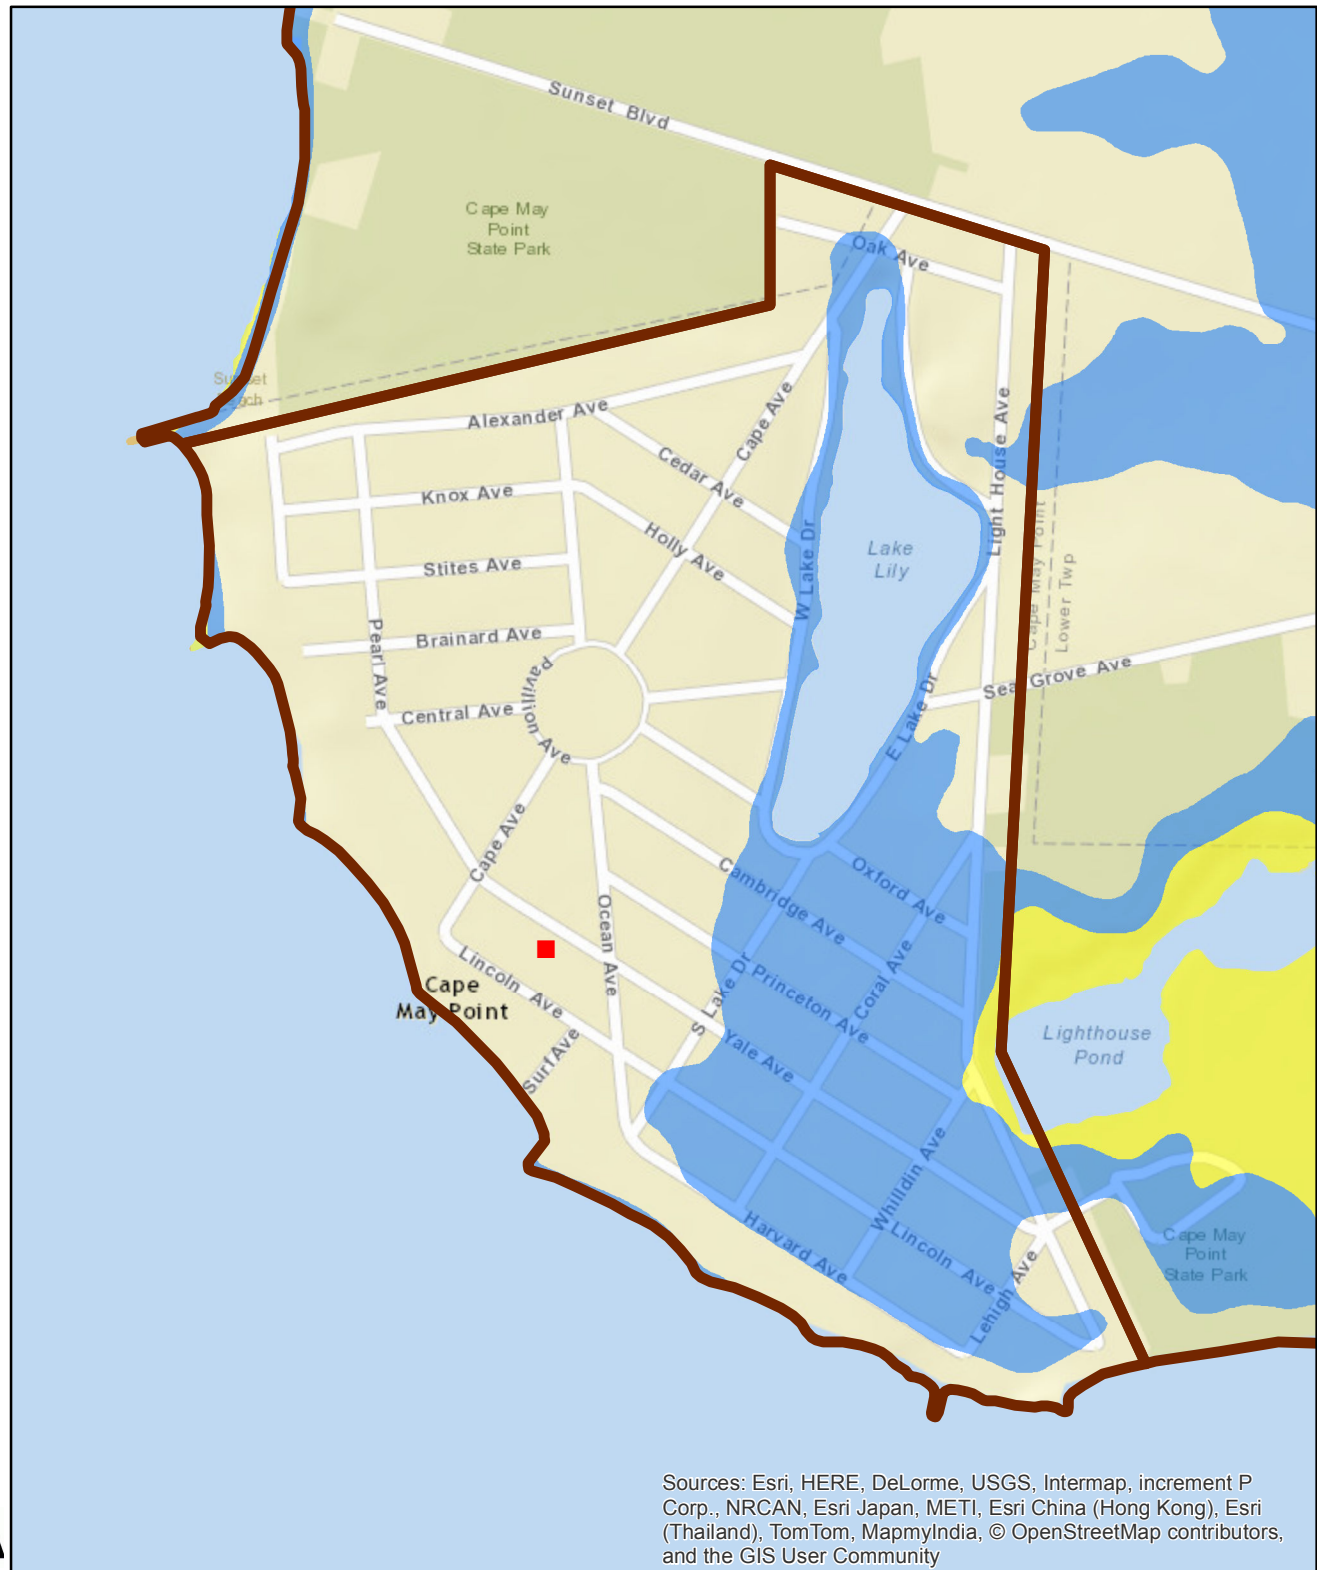 Sunset Blvd
Cape May
Point
State Park
Oak Ave
Alexander Ave
Cape Ave
Cedar Ave
Light House Ave
Knox Ave
Holly Ave
W Lake Dr
Lake
Lily
Cape May Point
Lower Twp
Stites Ave
Brainard Ave
Pearl Ave
Pavillion Ave
Central Ave
Sea Grove Ave
E Lake Dr
Cape Ave
Ocean Ave
Cambridge Ave
Oxford Ave
Lincoln Ave
Cape
May Point
S Lake Dr
Princeton Ave
Coral Ave
Lighthouse
Pond
Surf Ave
Yale Ave
Whilldin Ave
Harvard Ave
Lincoln Ave
Lehigh Ave
Cape May
Point
State Park
Sources: Esri, HERE, DeLorme, USGS, Intermap, increment P
Corp., NRCAN, Esri Japan, METI, Esri China (Hong Kong), Esri
(Thailand), TomTom, MapmyIndia, © OpenStreetMap contributors,
and the GIS User Community